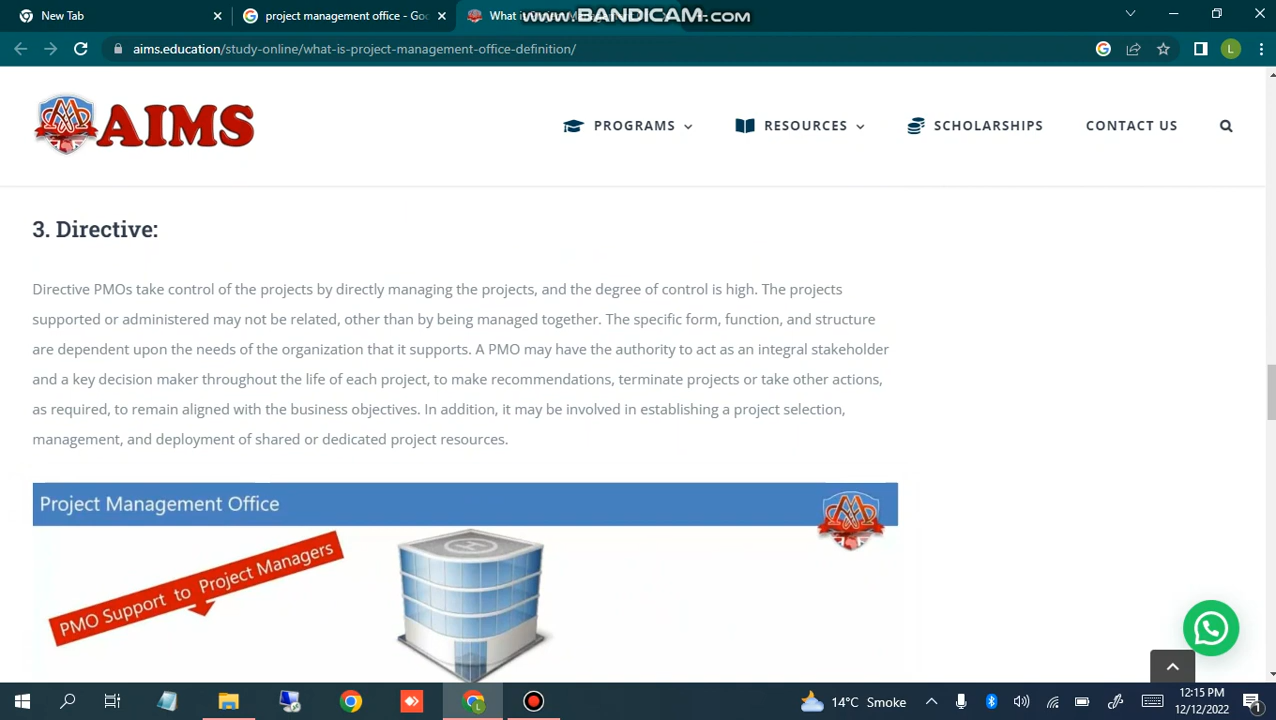 New Tab
project management office - Goo
What i
www.BANDICAM.com
aims.education/study-online/what-is-project-management-office-definition/
L
AIMS
PROGRAMS
RESOURCES
SCHOLARSHIPS
CONTACT US
3. Directive:
Directive PMOs take control of the projects by directly managing the projects, and the degree of control is high. The projects
supported or administered may not be related, other than by being managed together. The specific form, function, and structure
are dependent upon the needs of the organization that it supports. A PMO may have the authority to act as an integral stakeholder
and a key decision maker throughout the life of each project, to make recommendations, terminate projects or take other actions,
as required, to remain aligned with the business objectives. In addition, it may be involved in establishing a project selection,
management, and deployment of shared or dedicated project resources.
Project Management Office
PMO Support to Project Managers
H
14°C Smoke
12:15 PM
12/12/2022
1